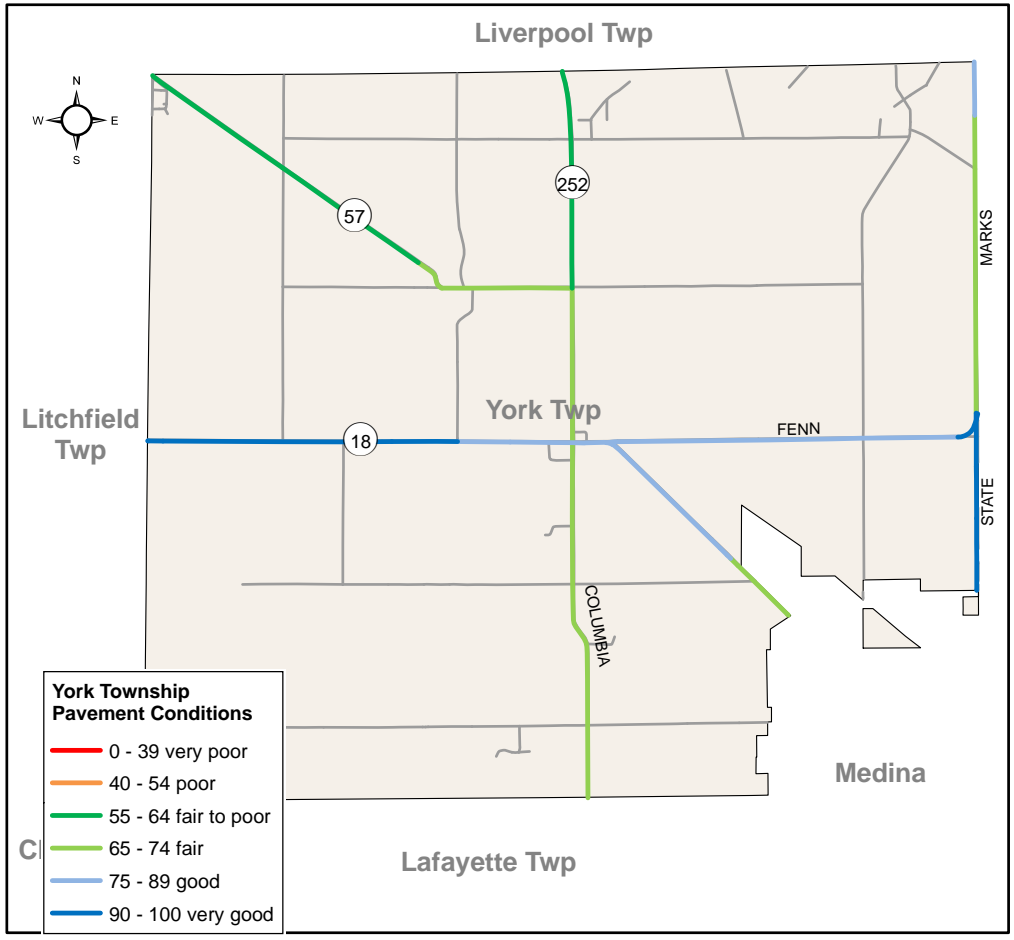 Liverpool Twp
N
W
E
S
252
57
MARKS
Litchfield
Twp
York Twp
18
FENN
STATE
COLUMBIA
York Township
Pavement Conditions
0 - 39 very poor
40 - 54 poor
55 - 64 fair to poor
65 - 74 fair
75 - 89 good
90 - 100 very good
Medina
Lafayette Twp